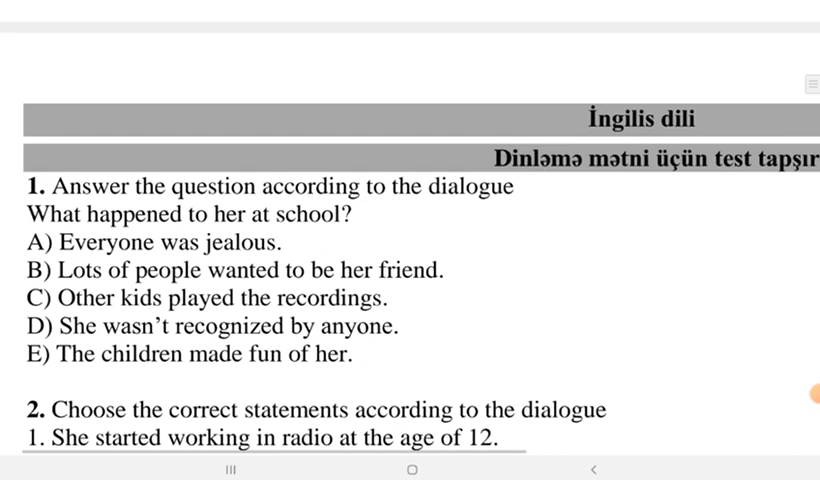 İngilis dili
Dinləmə mətni üçün test tapşır
1. Answer the question according to the dialogue
What happened to her at school?
A) Everyone was jealous.
B) Lots of people wanted to be her friend.
C) Other kids played the recordings.
D) She wasn’t recognized by anyone.
E) The children made fun of her.
2. Choose the correct statements according to the dialogue
1. She started working in radio at the age of 12.